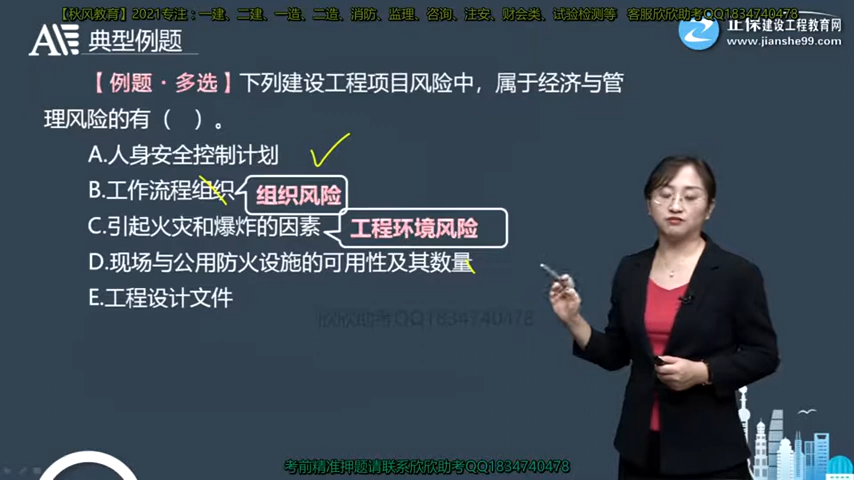 【秋风教育】2021专注：一建、二建、一造、二造、消防、监理、咨询、注安、财会类、试验检测等 客服欣欣助考QQ1834740478
典型例题
正保建设工程教育网
www.jianshe99.com
【例题·多选】下列建设工程项目风险中，属于经济与管
理风险的有（ ）。
A.人身安全控制计划
B.工作流程组织
组织风险
C.引起火灾和爆炸的因素
工程环境风险
D.现场与公用防火设施的可用性及其数量
E.工程设计文件
欣欣助考QQ1834740478
考前精准押题请联系欣欣助考QQ1834740478